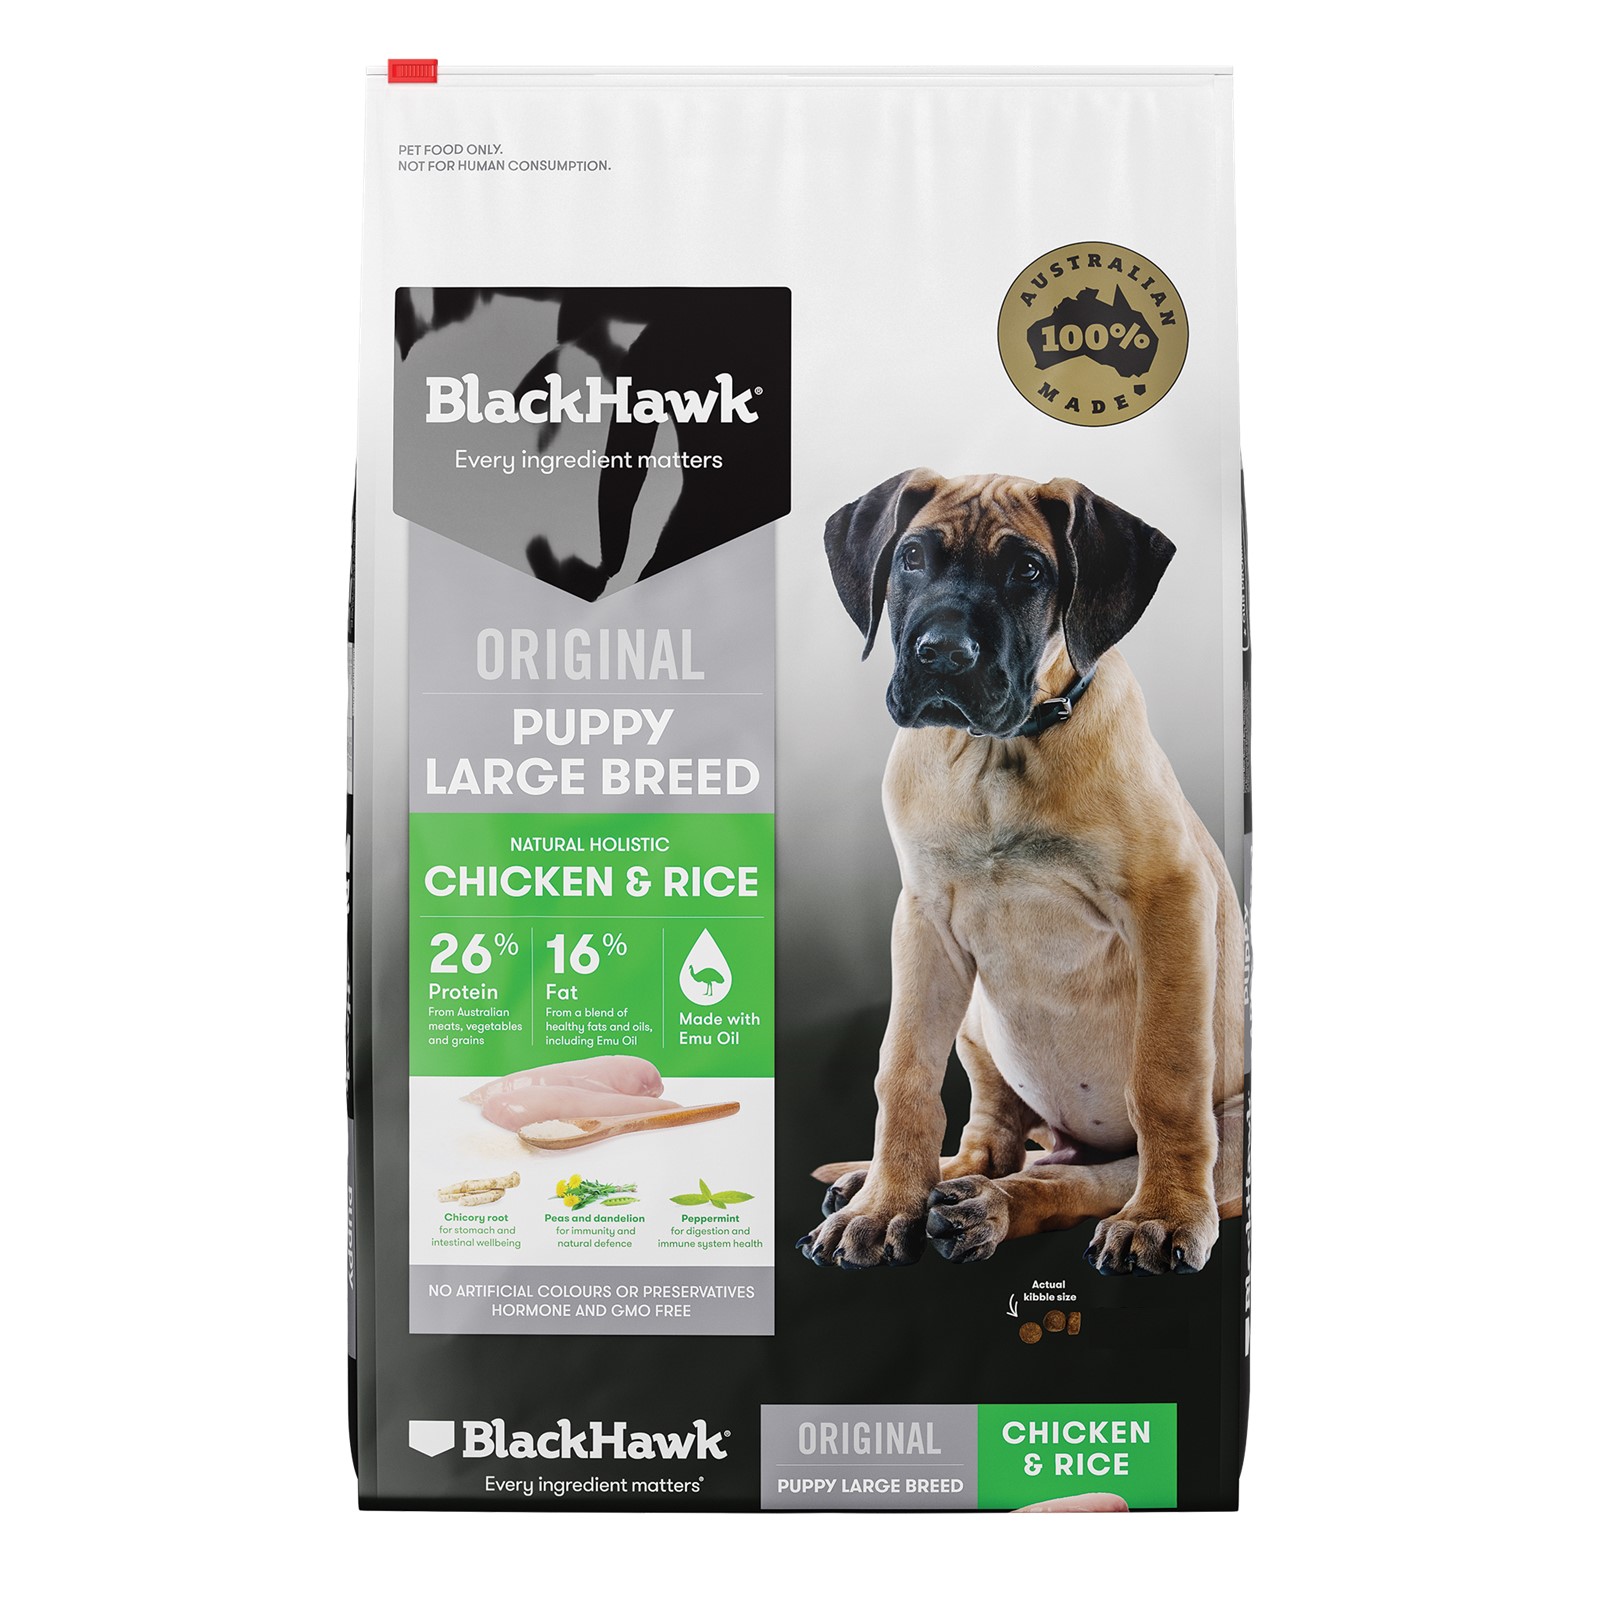 PET FOOD ONLY.
NOT FOR HUMAN CONSUMPTION.
AUSTRALIAN
100%
MADE
BlackHawk®
Every ingredient matters
ORIGINAL
PUPPY
LARGE BREED
NATURAL HOLISTIC
CHICKEN & RICE
26%
Protein
From Australian
meats, vegetables
and grains
16%
Fat
From a blend of
healthy fats and oils,
including Emu Oil
Made with
Emu Oil
Chicory root
for stomach and
intestinal wellbeing
Peas and dandelion
for immunity and
natural defence
Peppermint
for digestion and
immune system health
NO ARTIFICIAL COLOURS OR PRESERVATIVES
HORMONE AND GMO FREE
Actual
kibble size
BlackHawk®
Every ingredient matters®
ORIGINAL
PUPPY LARGE BREED
CHICKEN
& RICE
PUPPY